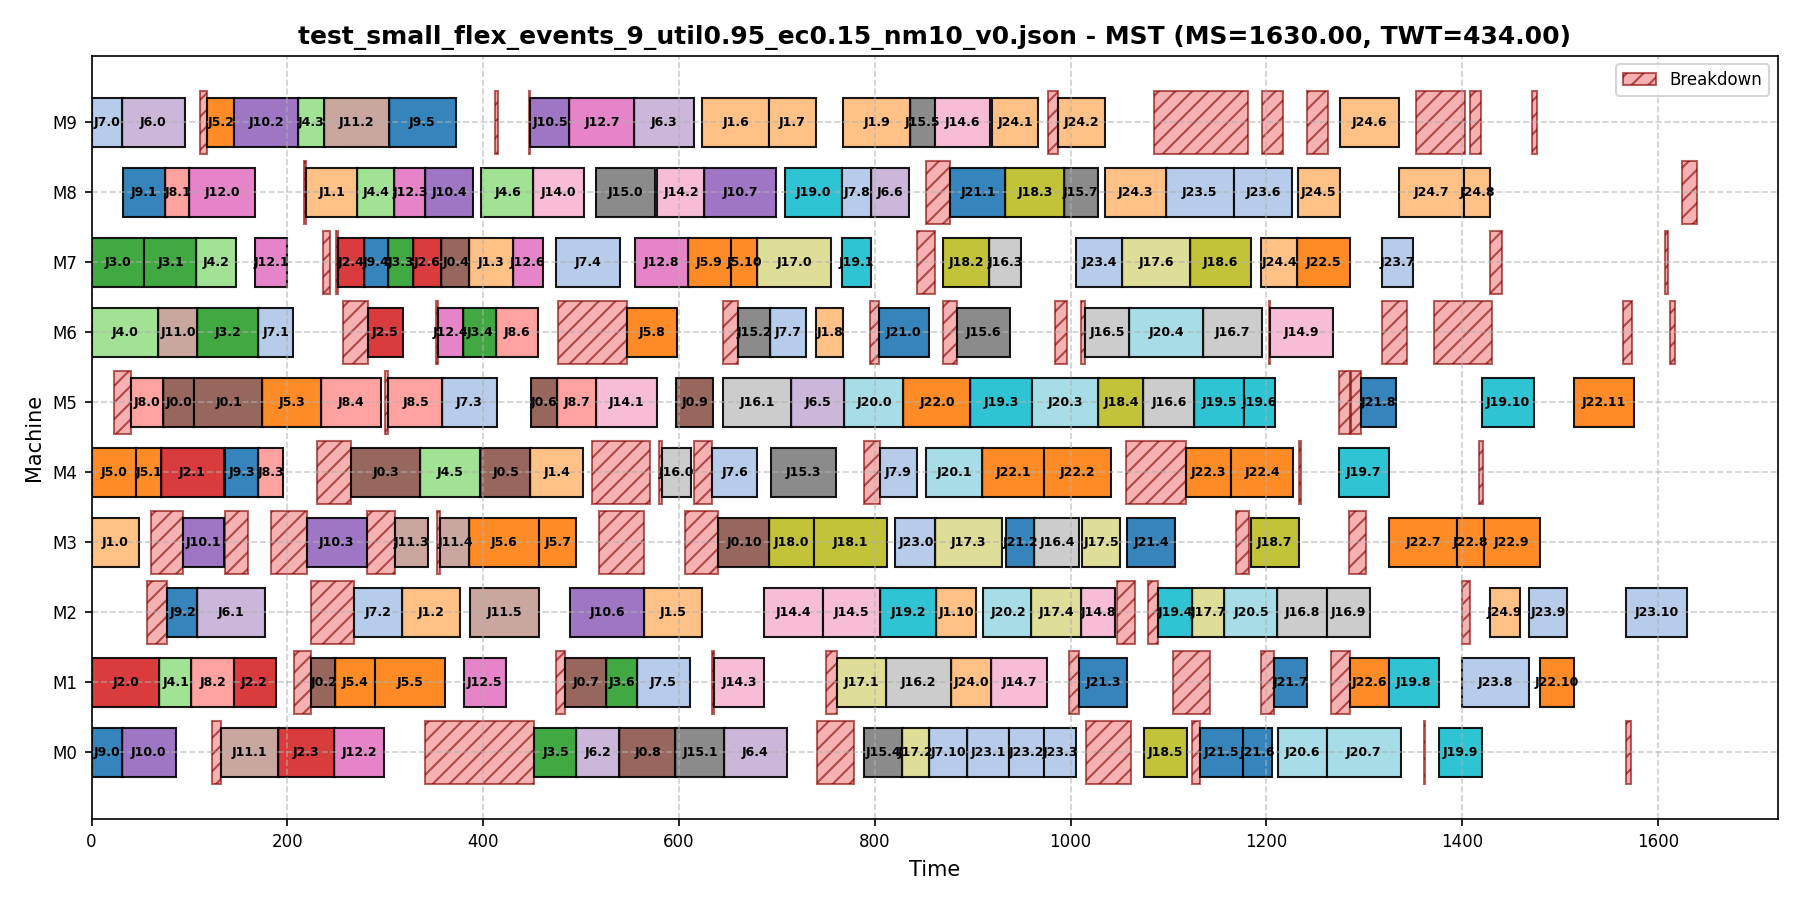 test_small_flex_events_9_util0.95_ec0.15_nm10_v0.json - MST (MS=1630.00, TWT=434.00)
Breakdown
M9 J7.0 J6.0 J5.2 J10.2 J4.3 J11.2 J9.5 J10.5 J12.7 J6.3 J1.6 J1.7 J1.9 J15.5 J14.6 J24.1 J24.2 J24.6
M8 J9.1 J8.1 J12.0 J1.1 J4.4 J12.3 J10.4 J4.6 J14.0 J15.0 J14.2 J10.7 J19.0 J7.8 J6.6 J21.1 J18.3 J15.7 J24.3 J23.5 J23.6 J24.5 J24.7 J24.8
M7 J3.0 J3.1 J4.2 J12.1 J2.4 J9.4 J3.3 J2.6 J0.4 J1.3 J12.6 J7.4 J12.8 J5.9 J5.10 J17.0 J19.1 J18.2 J16.3 J23.4 J17.6 J18.6 J24.4 J22.5 J23.7
M6 J4.0 J11.0 J3.2 J7.1 J2.5 J12.4 J3.4 J8.6 J5.8 J15.2 J7.7 J1.8 J21.0 J15.6 J16.5 J20.4 J16.7 J14.9
M5 J8.0 J0.0 J0.1 J5.3 J8.4 J8.5 J7.3 J0.6 J8.7 J14.1 J0.9 J16.1 J6.5 J20.0 J22.0 J19.3 J20.3 J18.4 J16.6 J19.5 J19.6 J21.8 J19.10 J22.11
M4 J5.0 J5.1 J2.1 J9.3 J8.3 J0.3 J4.5 J0.5 J1.4 J16.0 J7.6 J15.3 J7.9 J20.1 J22.1 J22.2 J22.3 J22.4 J19.7
M3 J1.0 J10.1 J10.3 J11.3 J11.4 J5.6 J5.7 J0.10 J18.0 J18.1 J23.0 J17.3 J21.2 J16.4 J17.5 J21.4 J18.7 J22.7 J22.8 J22.9
M2 J9.2 J6.1 J7.2 J1.2 J11.5 J10.6 J1.5 J14.4 J14.5 J19.2 J1.10 J20.2 J17.4 J14.8 J19.4 J17.7 J20.5 J16.8 J16.9 J24.9 J23.9 J23.10
M1 J2.0 J4.1 J8.2 J2.2 J0.2 J5.4 J5.5 J12.5 J0.7 J3.6 J7.5 J14.3 J17.1 J16.2 J24.0 J14.7 J21.3 J21.7 J22.6 J19.8 J23.8 J22.10
M0 J9.0 J10.0 J11.1 J2.3 J12.2 J3.5 J6.2 J0.8 J15.1 J6.4 J15.4 J17.2 J7.10 J23.1 J23.2 J23.3 J18.5 J21.5 J21.6 J20.6 J20.7 J19.9
Machine
0 200 400 600 800 1000 1200 1400 1600
Time